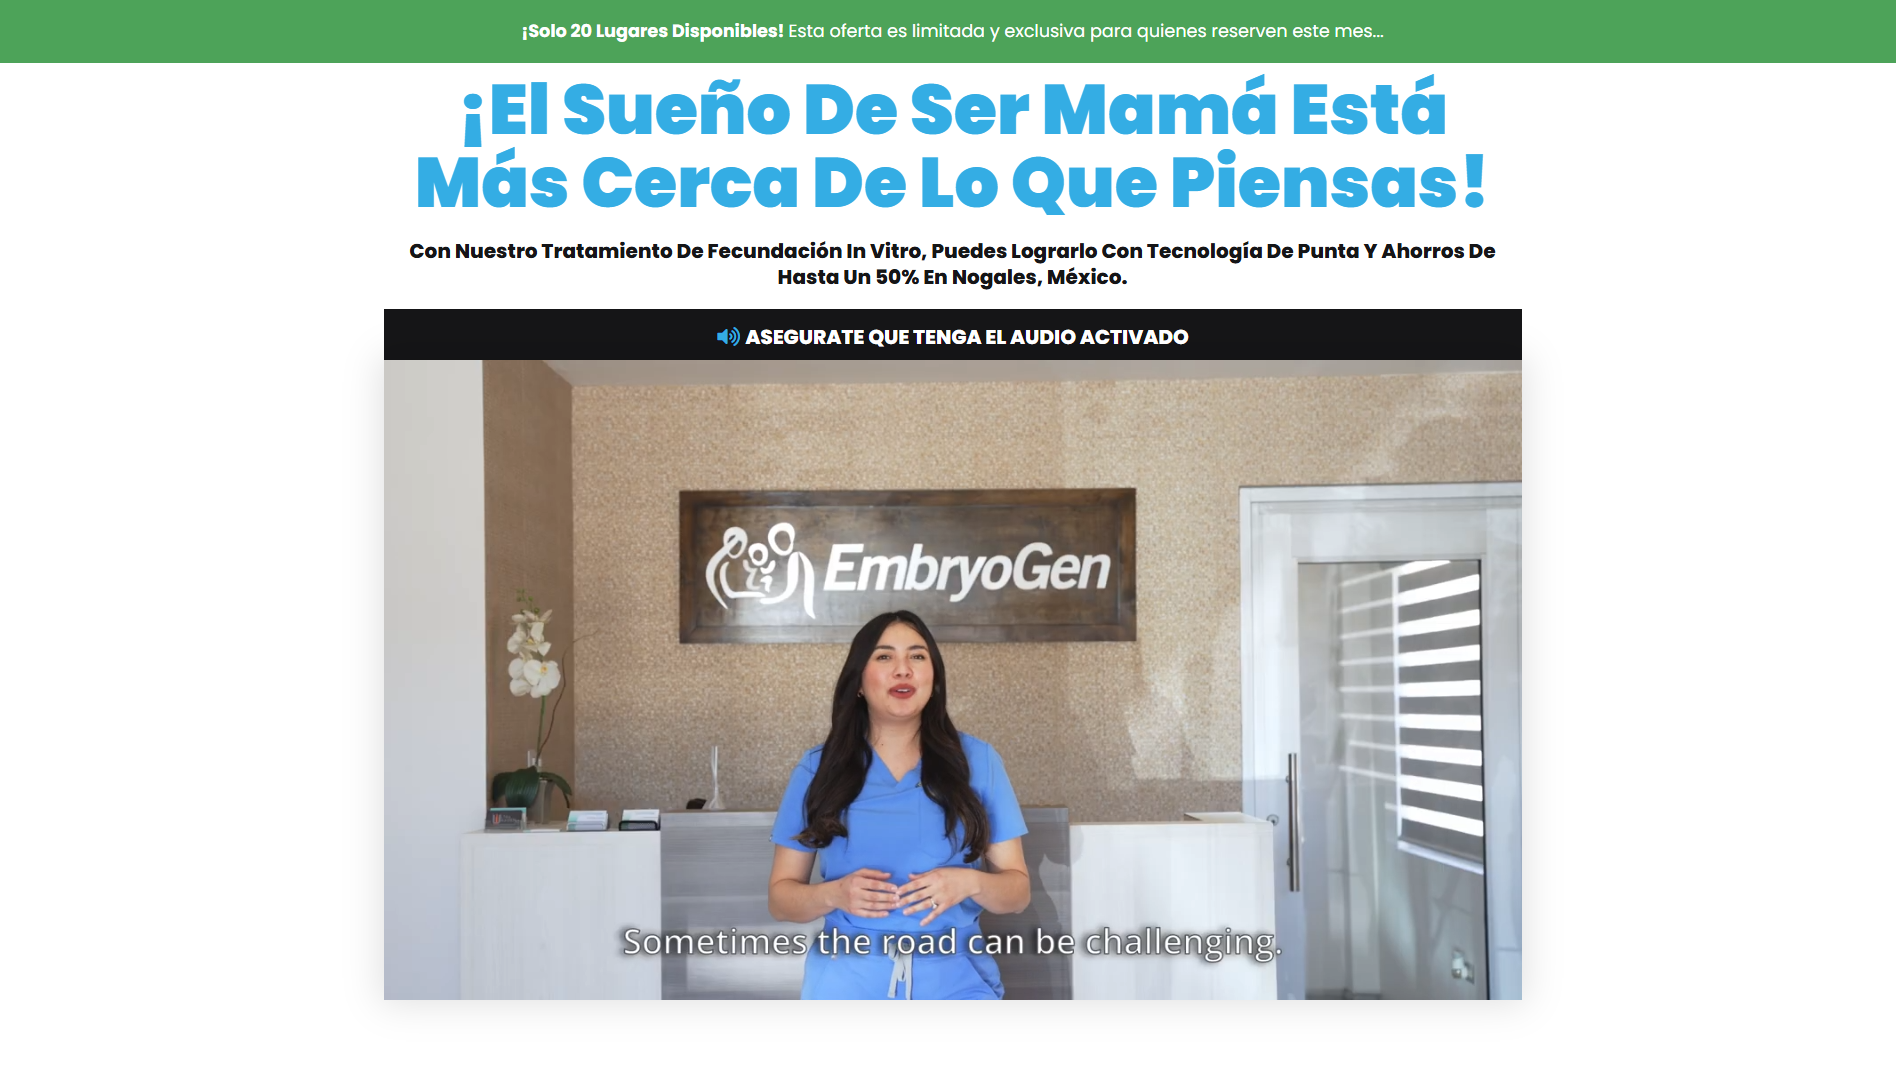 ¡Solo 20 Lugares Disponibles! Esta oferta es limitada y exclusiva para quienes reserven este mes...
¡El Sueño De Ser Mamá Está
Más Cerca De Lo Que Piensas!
Con Nuestro Tratamiento De Fecundación In Vitro, Puedes Lograrlo Con Tecnología De Punta Y Ahorros De
Hasta Un 50% En Nogales, México.
ASEGURATE QUE TENGA EL AUDIO ACTIVADO
EmbryoGen
Sometimes the road can be challenging.